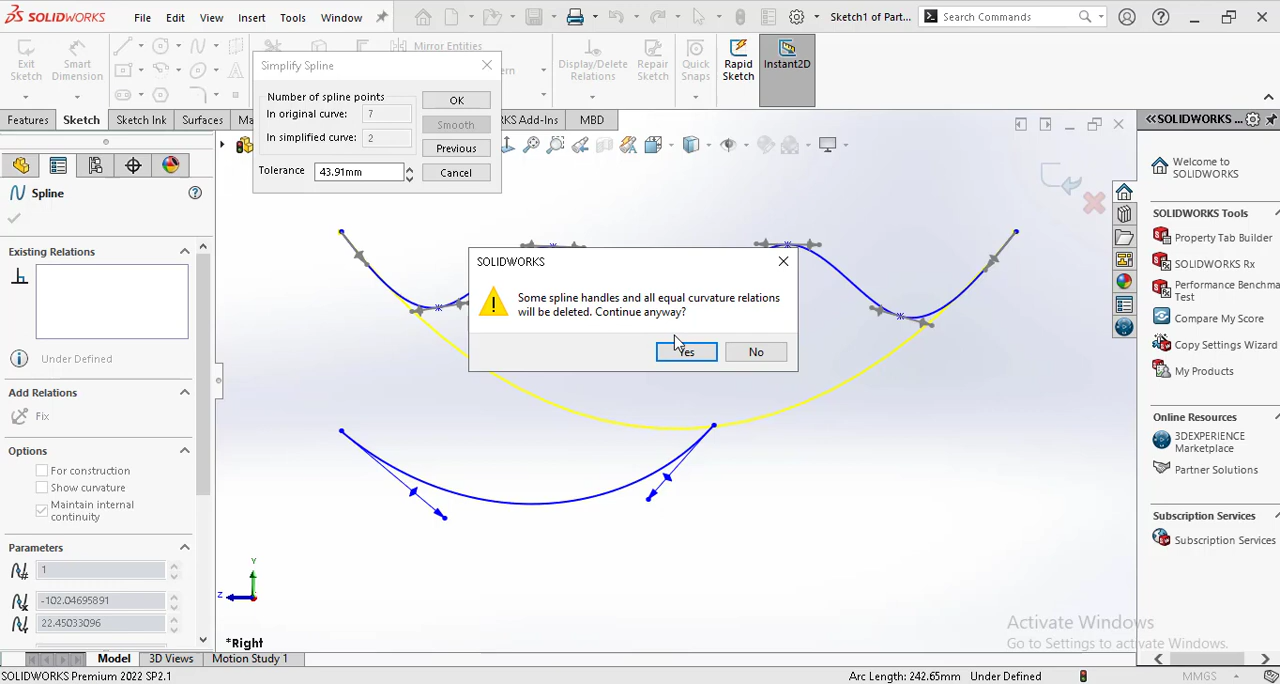 SOLIDWORKS File Edit View Insert Tools Window Sketch1 of Part... Search Commands
Exit Sketch
Smart Dimension
Mirror Entities
Display/Delete Relations
Repair Sketch
Quick Snaps
Rapid Sketch
Instant2D
Features Sketch Sketch Ink Surfaces RKS Add-Ins MBD
Simplify Spline
Number of spline points
In original curve: 7
In simplified curve: 2
Tolerance 43.91mm
OK
Smooth
Previous
Cancel
Spline
Existing Relations
Under Defined
Add Relations
Fix
Options
For construction
Show curvature
Maintain internal
continuity
Parameters
1
-102.04695891
22.45033096
SOLIDWORKS
Some spline handles and all equal curvature relations
will be deleted. Continue anyway?
Yes No
Y
Z
*Right
SOLIDWORKS ...
Welcome to
SOLIDWORKS
SOLIDWORKS Tools
Property Tab Builder
SOLIDWORKS Rx
Performance Benchma
Test
Compare My Score
Copy Settings Wizard
My Products
Online Resources
3DEXPERIENCE
Marketplace
Partner Solutions
Subscription Services
Subscription Services
Activate Windows
Go to Settings to activate Windows.
Model 3D Views Motion Study 1
SOLIDWORKS Premium 2022 SP2.1 Arc Length: 242.65mm Under Defined MMGS